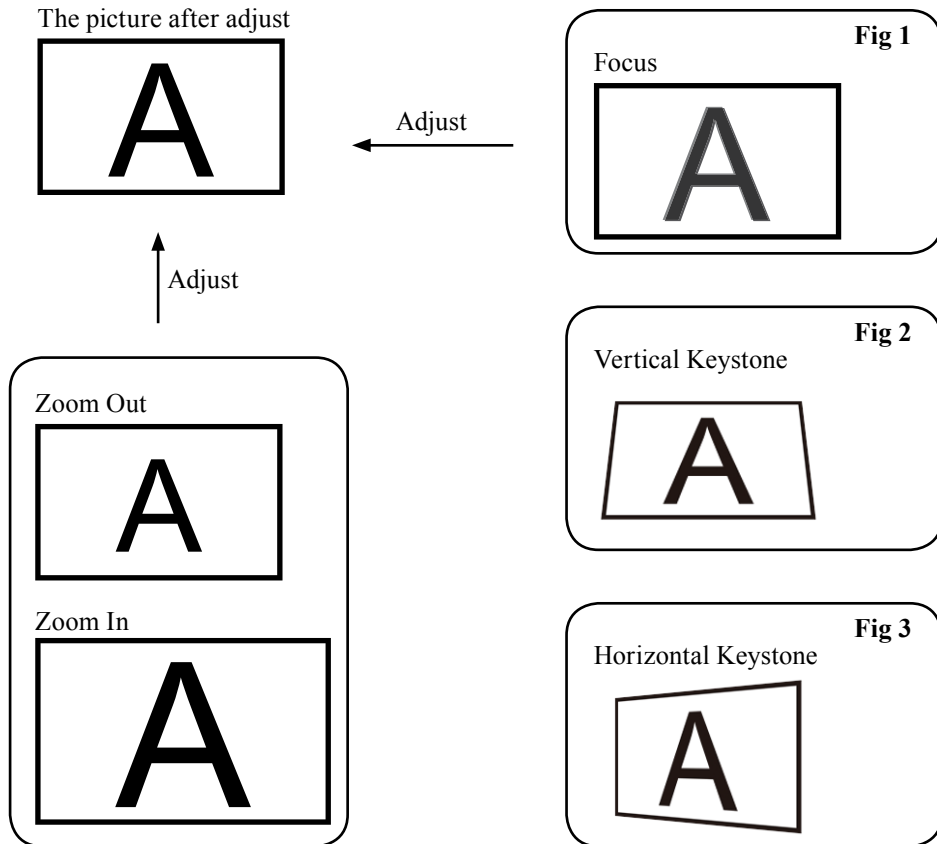 The picture after adjust
A
Adjust
Fig 1
Focus
A
Adjust
Fig 2
Vertical Keystone
A
Zoom Out
A
Zoom In
A
Fig 3
Horizontal Keystone
A